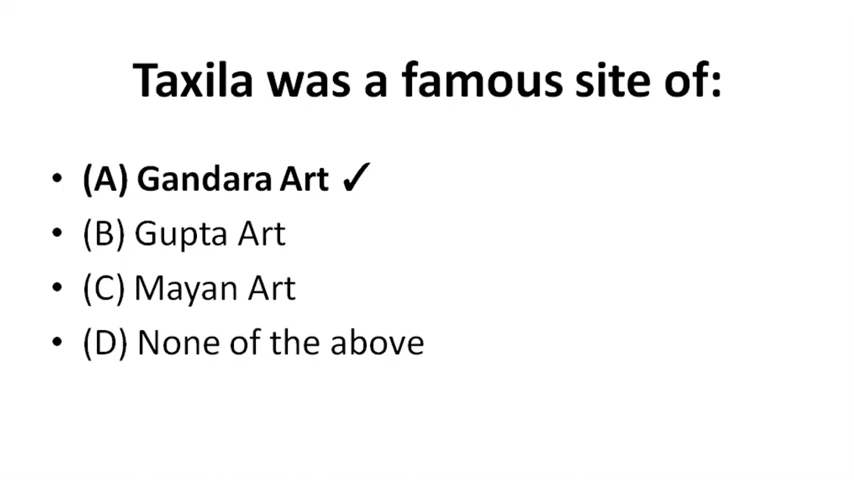 Taxila was a famous site of:
• (A) Gandara Art ✓
• (B) Gupta Art
• (C) Mayan Art
• (D) None of the above